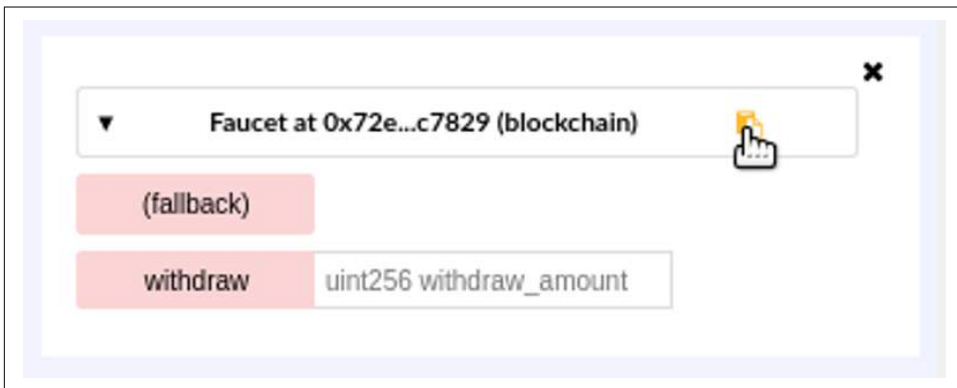 Faucet at 0x72e...c7829 (blockchain)
(fallback)
withdraw uint256 withdraw_amount